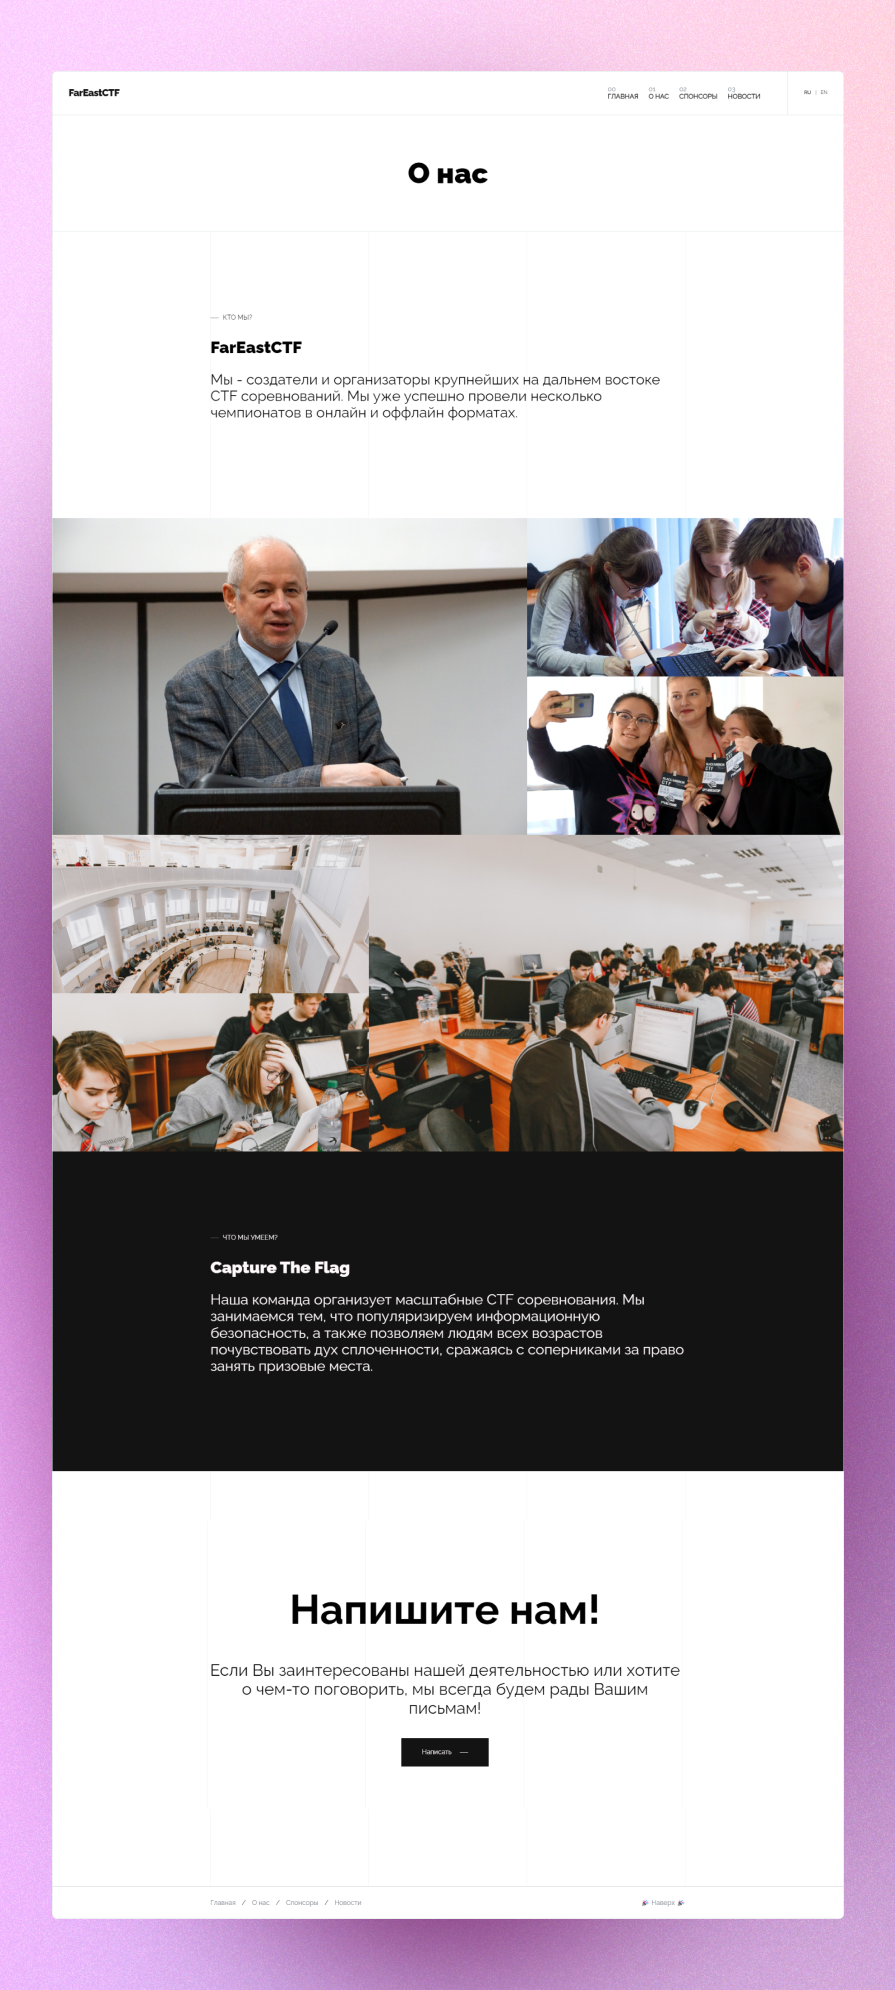 FarEastCTF
00 01 02 03
ГЛАВНАЯ О НАС СПОНСОРЫ НОВОСТИ
RU | EN
О нас
— КТО МЫ?
FarEastCTF
Мы - создатели и организаторы крупнейших на дальнем востоке
CTF соревнований. Мы уже успешно провели несколько
чемпионатов в онлайн и оффлайн форматах.
CTF
CTF
— ЧТО МЫ УМЕЕМ?
Capture The Flag
Наша команда организует масштабные CTF соревнования. Мы
занимаемся тем, что популяризируем информационную
безопасность, а также позволяем людям всех возрастов
почувствовать дух сплоченности, сражаясь с соперниками за право
занять призовые места.
Напишите нам!
Если Вы заинтересованы нашей деятельностью или хотите
о чем-то поговорить, мы всегда будем рады Вашим
письмам!
Написать —
Главная / О нас / Спонсоры / Новости
Наверх